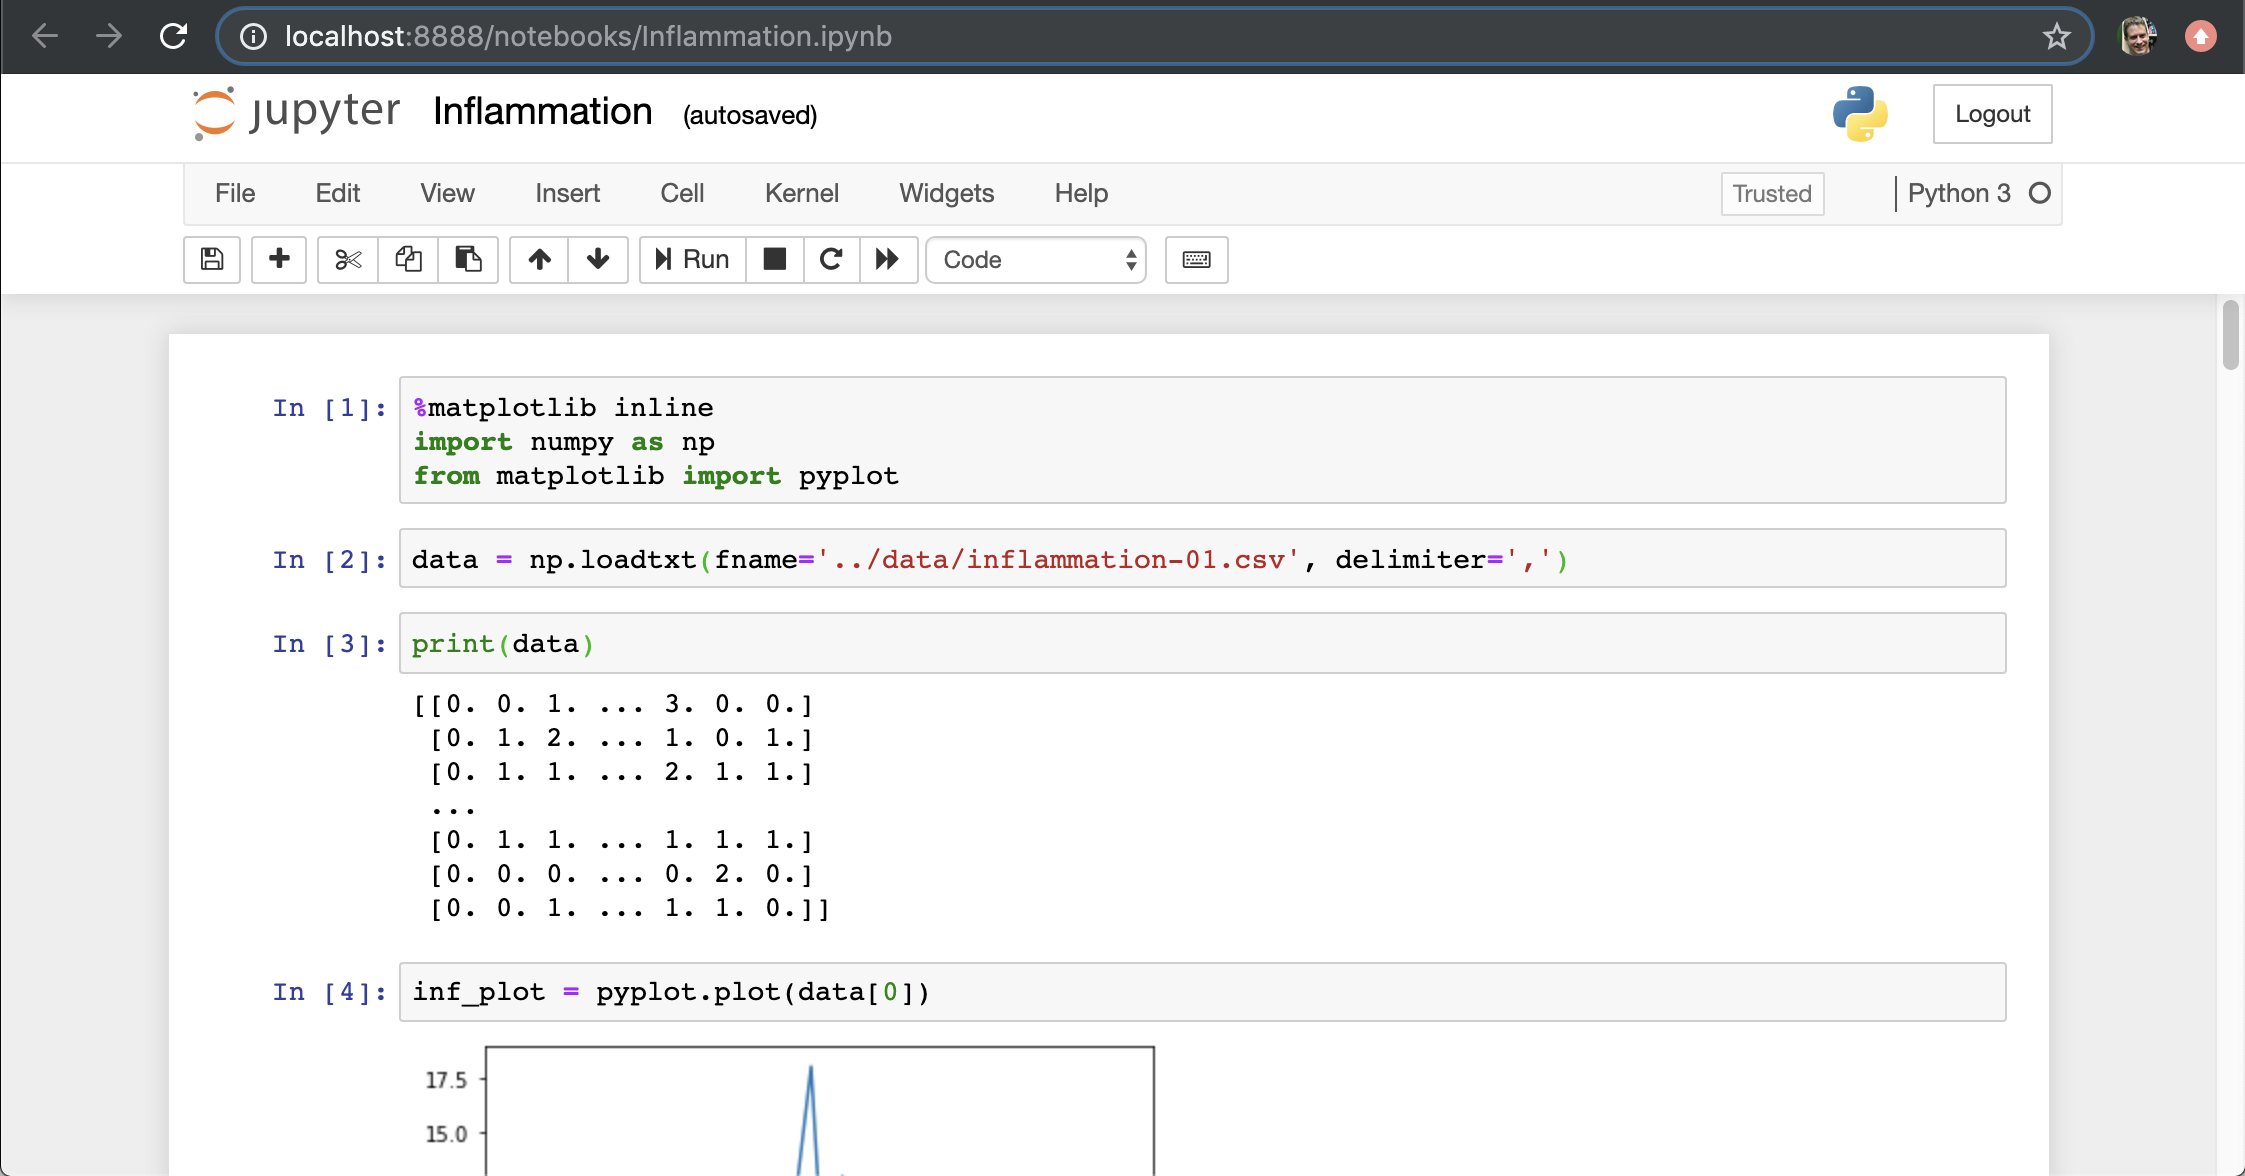 localhost:8888/notebooks/Inflammation.ipynb
jupyter Inflammation (autosaved)
Logout
File Edit View Insert Cell Kernel Widgets Help
Trusted Python 3
Run Code
In [1]: %matplotlib inline
import numpy as np
from matplotlib import pyplot
In [2]: data = np.loadtxt(fname='../data/inflammation-01.csv', delimiter=',')
In [3]: print(data)
[[0. 0. 1. ... 3. 0. 0.]
[0. 1. 2. ... 1. 0. 1.]
[0. 1. 1. ... 2. 1. 1.]
...
[0. 1. 1. ... 1. 1. 1.]
[0. 0. 0. ... 0. 2. 0.]
[0. 0. 1. ... 1. 1. 0.]]
In [4]: inf_plot = pyplot.plot(data[0])
17.5
15.0